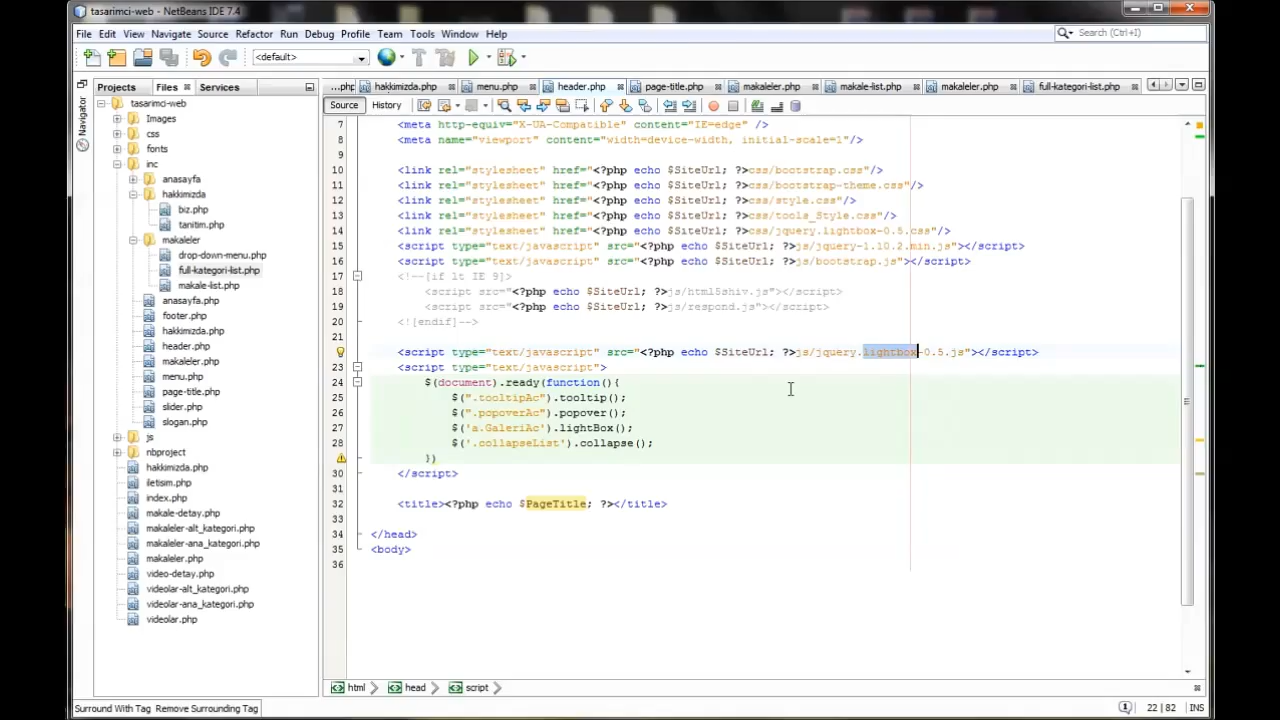 tasarimci-web - NetBeans IDE 7.4
File Edit View Navigate Source Refactor Run Debug Profile Team Tools Window Help
Search (Ctrl+I)
<default>
Projects Files Services
...php hakkimizda.php menu.php header.php page-title.php makaleler.php make-list.php makaleler.php full-kategori-list.php
Source History
Navigator
tasarimci-web
Images
css
fonts
inc
anasayfa
hakkimizda
biz.php
tanitim.php
makaleler
drop-down-menu.php
full-kategori-list.php
makale-list.php
anasayfa.php
footer.php
hakkimizda.php
header.php
makaleler.php
menu.php
page-title.php
slider.php
slogan.php
js
nbproject
hakkimizda.php
iletisim.php
index.php
makale-detay.php
makaleler-alt_kategori.php
makaleler-ana_kategori.php
makaleler.php
video-detay.php
videolar-alt_kategori.php
videolar-ana_kategori.php
videolar.php
7 <meta http-equiv="X-UA-Compatible" content="IE=edge" />
8 <meta name="viewport" content="width=device-width, initial-scale=1"/>
9
10 <link rel="stylesheet" href="<?php echo $SiteUrl; ?>css/bootstrap.css"/>
11 <link rel="stylesheet" href="<?php echo $SiteUrl; ?>css/bootstrap-theme.css"/>
12 <link rel="stylesheet" href="<?php echo $SiteUrl; ?>css/style.css"/>
13 <link rel="stylesheet" href="<?php echo $SiteUrl; ?>css/tools_Style.css"/>
14 <link rel="stylesheet" href="<?php echo $SiteUrl; ?>css/jquery.lightbox-0.5.css"/>
15 <script type="text/javascript" src="<?php echo $SiteUrl; ?>js/jquery-1.10.2.min.js"></script>
16 <script type="text/javascript" src="<?php echo $SiteUrl; ?>js/bootstrap.js"></script>
17 <!--[if lt IE 9]>
18 <script src="<?php echo $SiteUrl; ?>js/html5shiv.js"></script>
19 <script src="<?php echo $SiteUrl; ?>js/respond.js"></script>
20 <![endif]-->
21
<script type="text/javascript" src="<?php echo $SiteUrl; ?>js/jquery.lightbox-0.5.js"></script>
23 <script type="text/javascript">
24 $(document).ready(function(){
25 $(".tooltipAc").tooltip();
26 $(".popoverAc").popover();
27 $('a.GaleriAc').lightBox();
28 $('.collapseList').collapse();
})
30 </script>
31
32 <title><?php echo $PageTitle; ?></title>
33
34 </head>
35 <body>
36
html head script
Surround With Tag Remove Surrounding Tag
1 22 | 82 INS